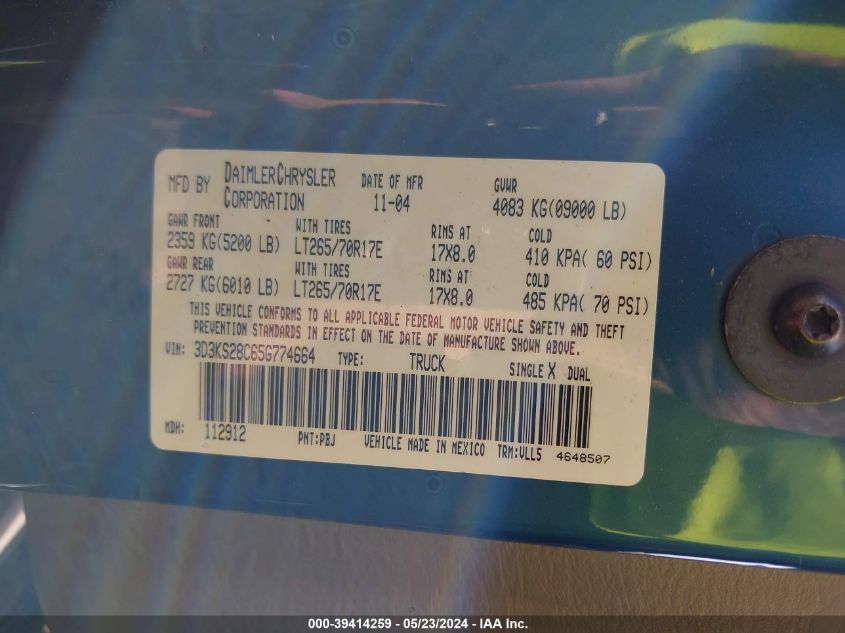 MFD BY DAIMLERCHRYSLER CORPORATION DATE OF MFR 11-04 GVWR 4083 KG(09000 LB)
GAWR FRONT WITH TIRES RIMS AT COLD
2359 KG(5200 LB) LT265/70R17E 17X8.0 410 KPA( 60 PSI)
GAWR REAR WITH TIRES RIMS AT COLD
2727 KG(6010 LB) LT265/70R17E 17X8.0 485 KPA( 70 PSI)
THIS VEHICLE CONFORMS TO ALL APPLICABLE FEDERAL MOTOR VEHICLE SAFETY AND THEFT
PREVENTION STANDARDS IN EFFECT ON THE DATE OF MANUFACTURE SHOWN ABOVE.
VIN: 3D3KS28C65G774664 TYPE: TRUCK SINGLE X DUAL
MDH: 112912 PNT:PBJ VEHICLE MADE IN MEXICO TRM:VLL5 4648507
000-39414259 - 05/23/2024 - IAA Inc.